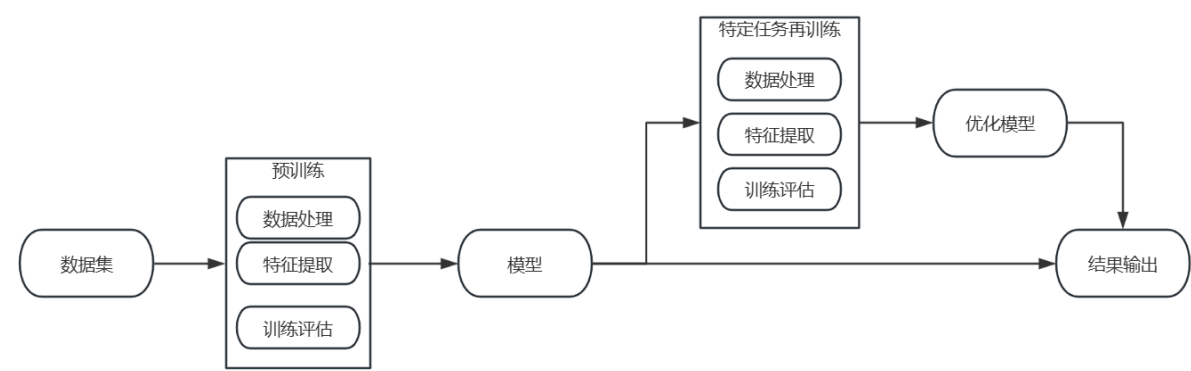 数据集
预训练
数据处理
特征提取
训练评估
模型
特定任务再训练
数据处理
特征提取
训练评估
优化模型
结果输出